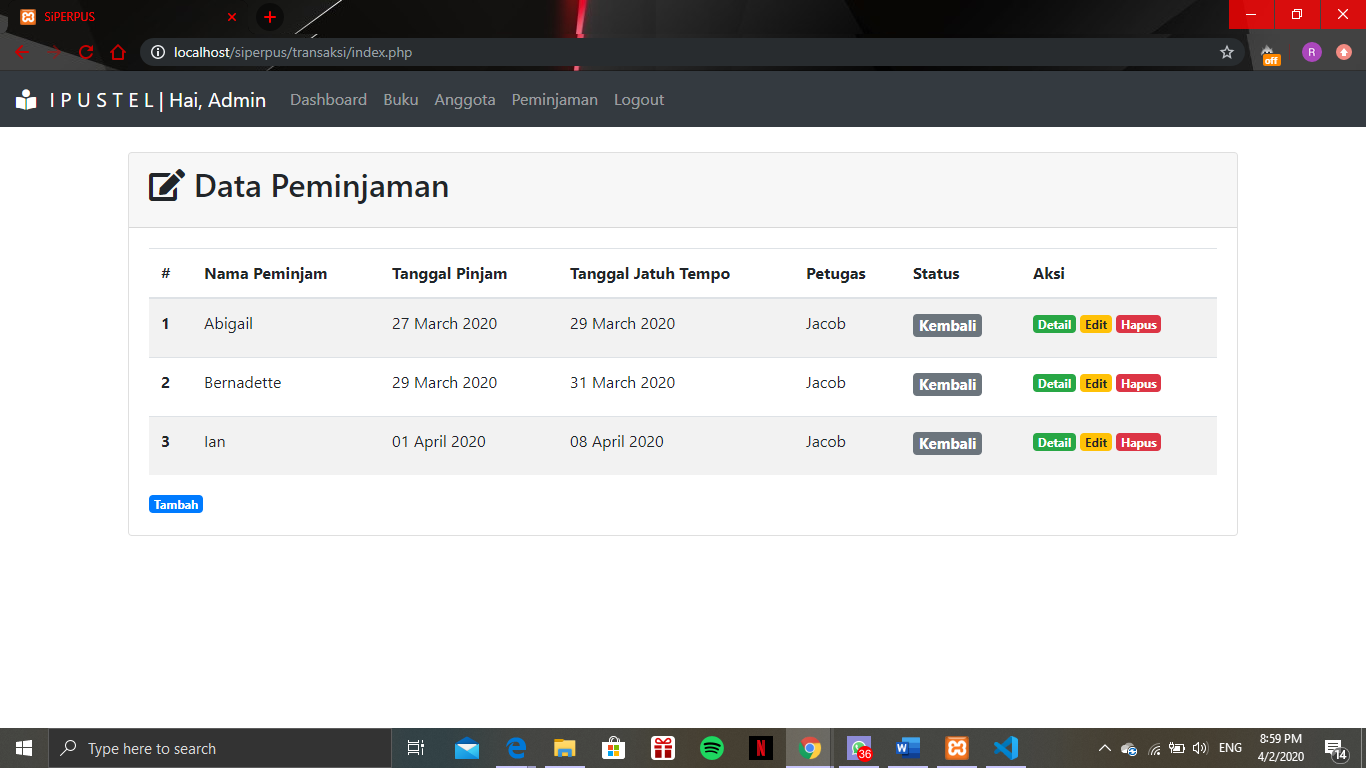 SiPERPUS
localhost/siperpus/transaksi/index.php
off
R
I P U S T E L | Hai, Admin Dashboard Buku Anggota Peminjaman Logout
Data Peminjaman
# Nama Peminjam Tanggal Pinjam Tanggal Jatuh Tempo Petugas Status Aksi
1 Abigail 27 March 2020 29 March 2020 Jacob Kembali Detail Edit Hapus
2 Bernadette 29 March 2020 31 March 2020 Jacob Kembali Detail Edit Hapus
3 Ian 01 April 2020 08 April 2020 Jacob Kembali Detail Edit Hapus
Tambah
Type here to search
N
36
ENG
8:59 PM
4/2/2020
14